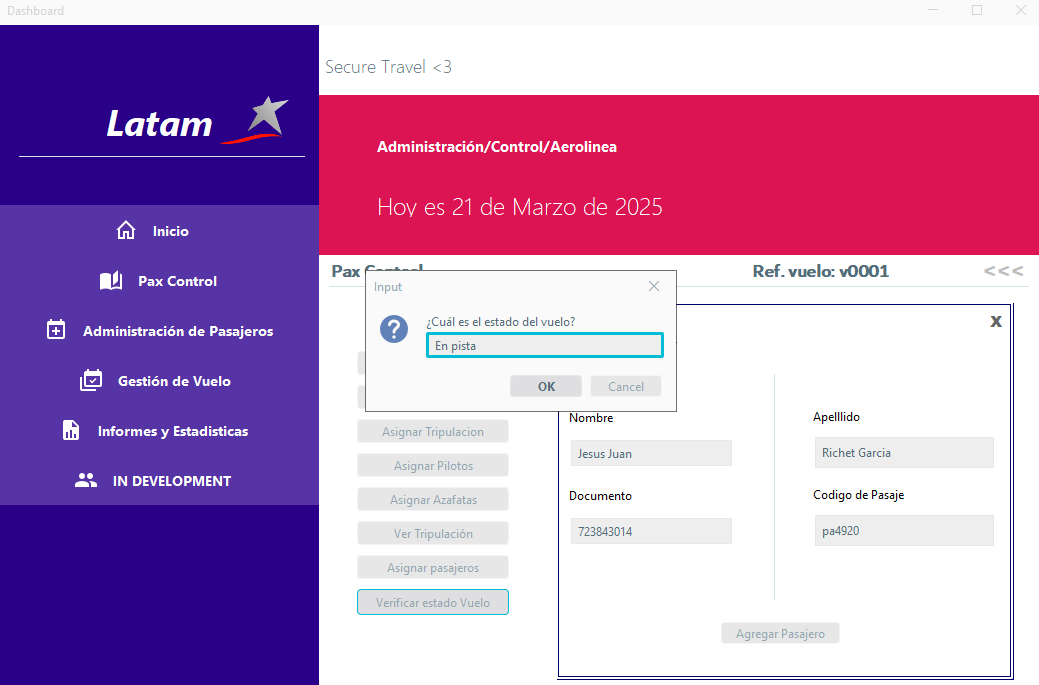 Dashboard
Secure Travel <3
Latam
Administración/Control/Aerolinea
Hoy es 21 de Marzo de 2025
Inicio
Pax Control
Administración de Pasajeros
Gestión de Vuelo
Informes y Estadisticas
IN DEVELOPMENT
Pax Control
Ref. vuelo: v0001
<<<
Input
¿Cuál es el estado del vuelo?
En pista
OK
Cancel
X
Asignar Tripulacion
Asignar Pilotos
Asignar Azafatas
Ver Tripulación
Asignar pasajeros
Verificar estado Vuelo
Nombre
Jesus Juan
Apelllido
Richet Garcia
Documento
723843014
Codigo de Pasaje
pa4920
Agregar Pasajero